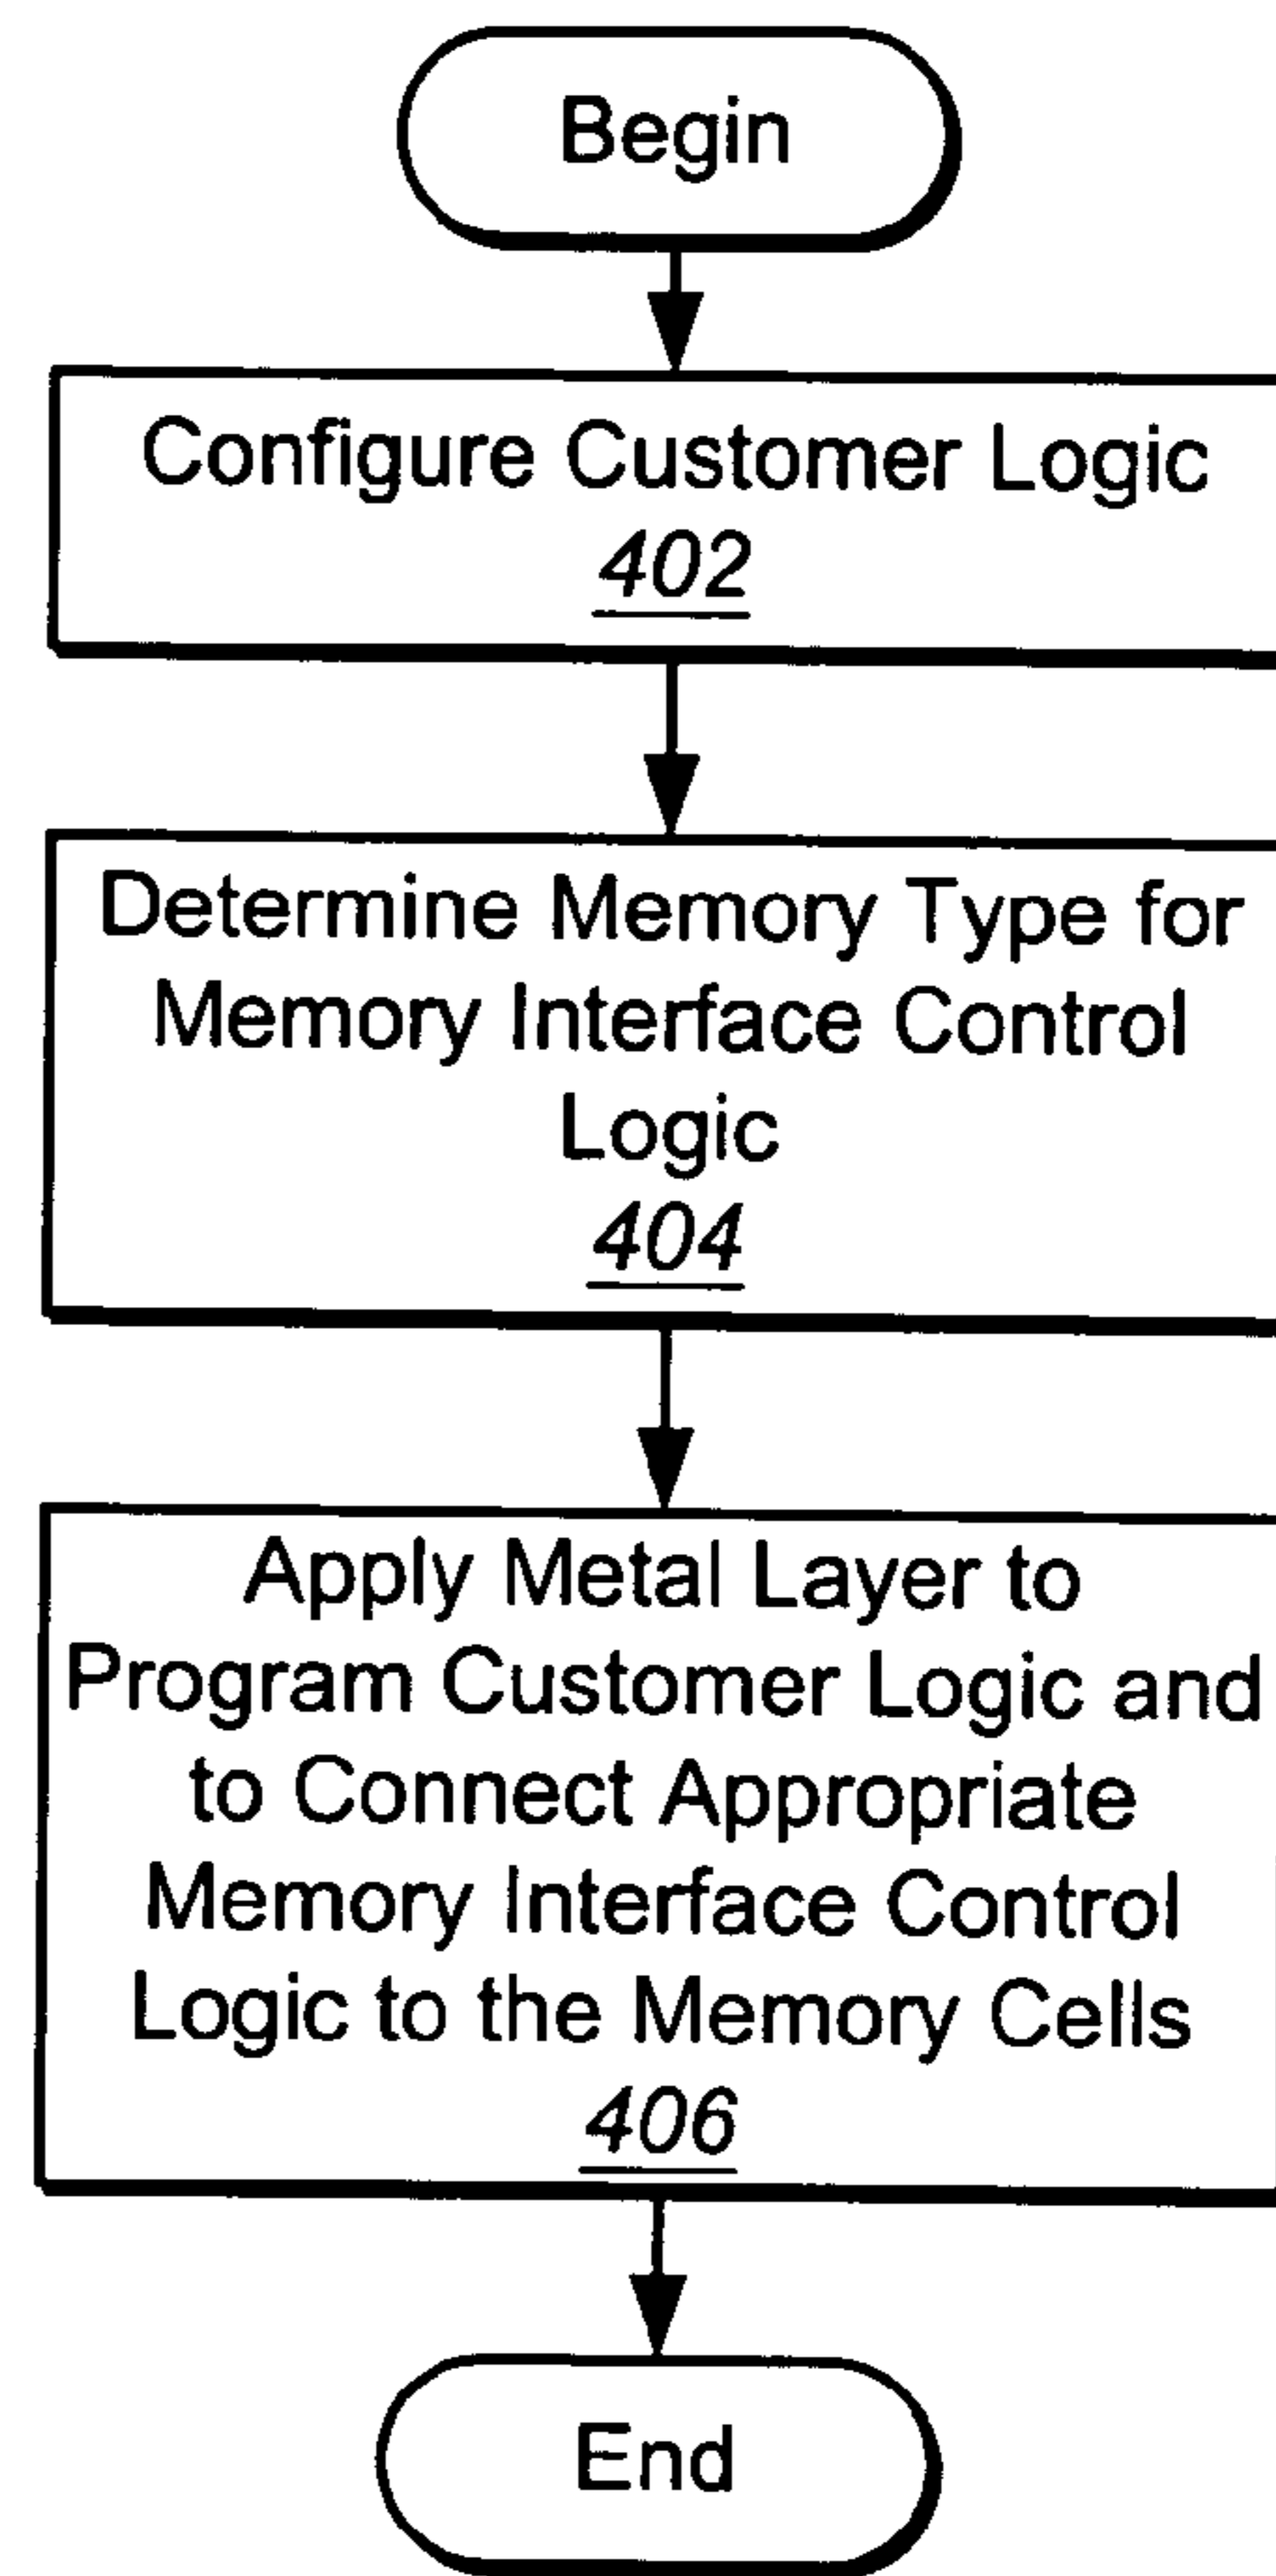 Begin
Configure Customer Logic
402
Determine Memory Type for
Memory Interface Control
Logic
404
Apply Metal Layer to
Program Customer Logic and
to Connect Appropriate
Memory Interface Control
Logic to the Memory Cells
406
End